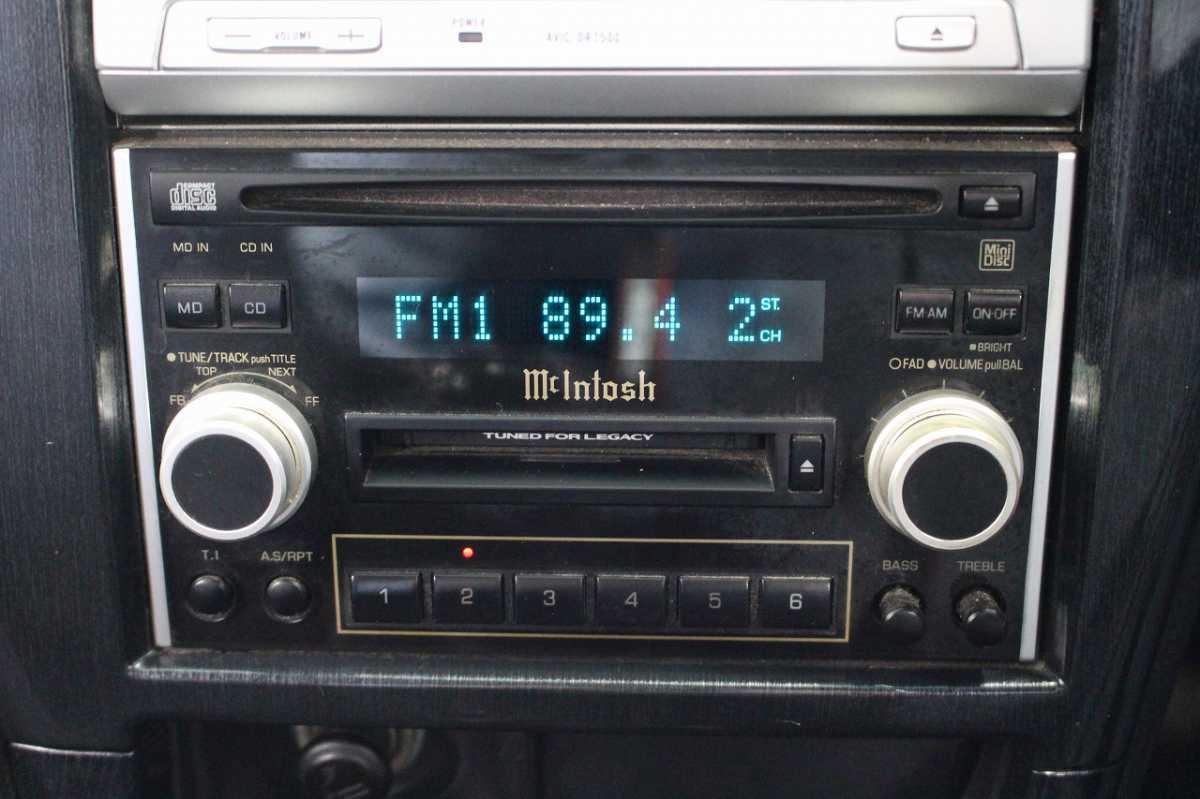 VOLUME
POWER
COMPACT
disc
DIGITAL AUDIO
MD IN CD IN
Mini
Disc
MD CD
FM1 89.4 2 ST.
CH
FM AM ON·OFF
BRIGHT
TUNE/TRACK push TITLE
TOP NEXT
FB FF
FAD VOLUME pull BAL
McIntosh
TUNED FOR LEGACY
T.I A.S/RPT
BASS TREBLE
1 2 3 4 5 6